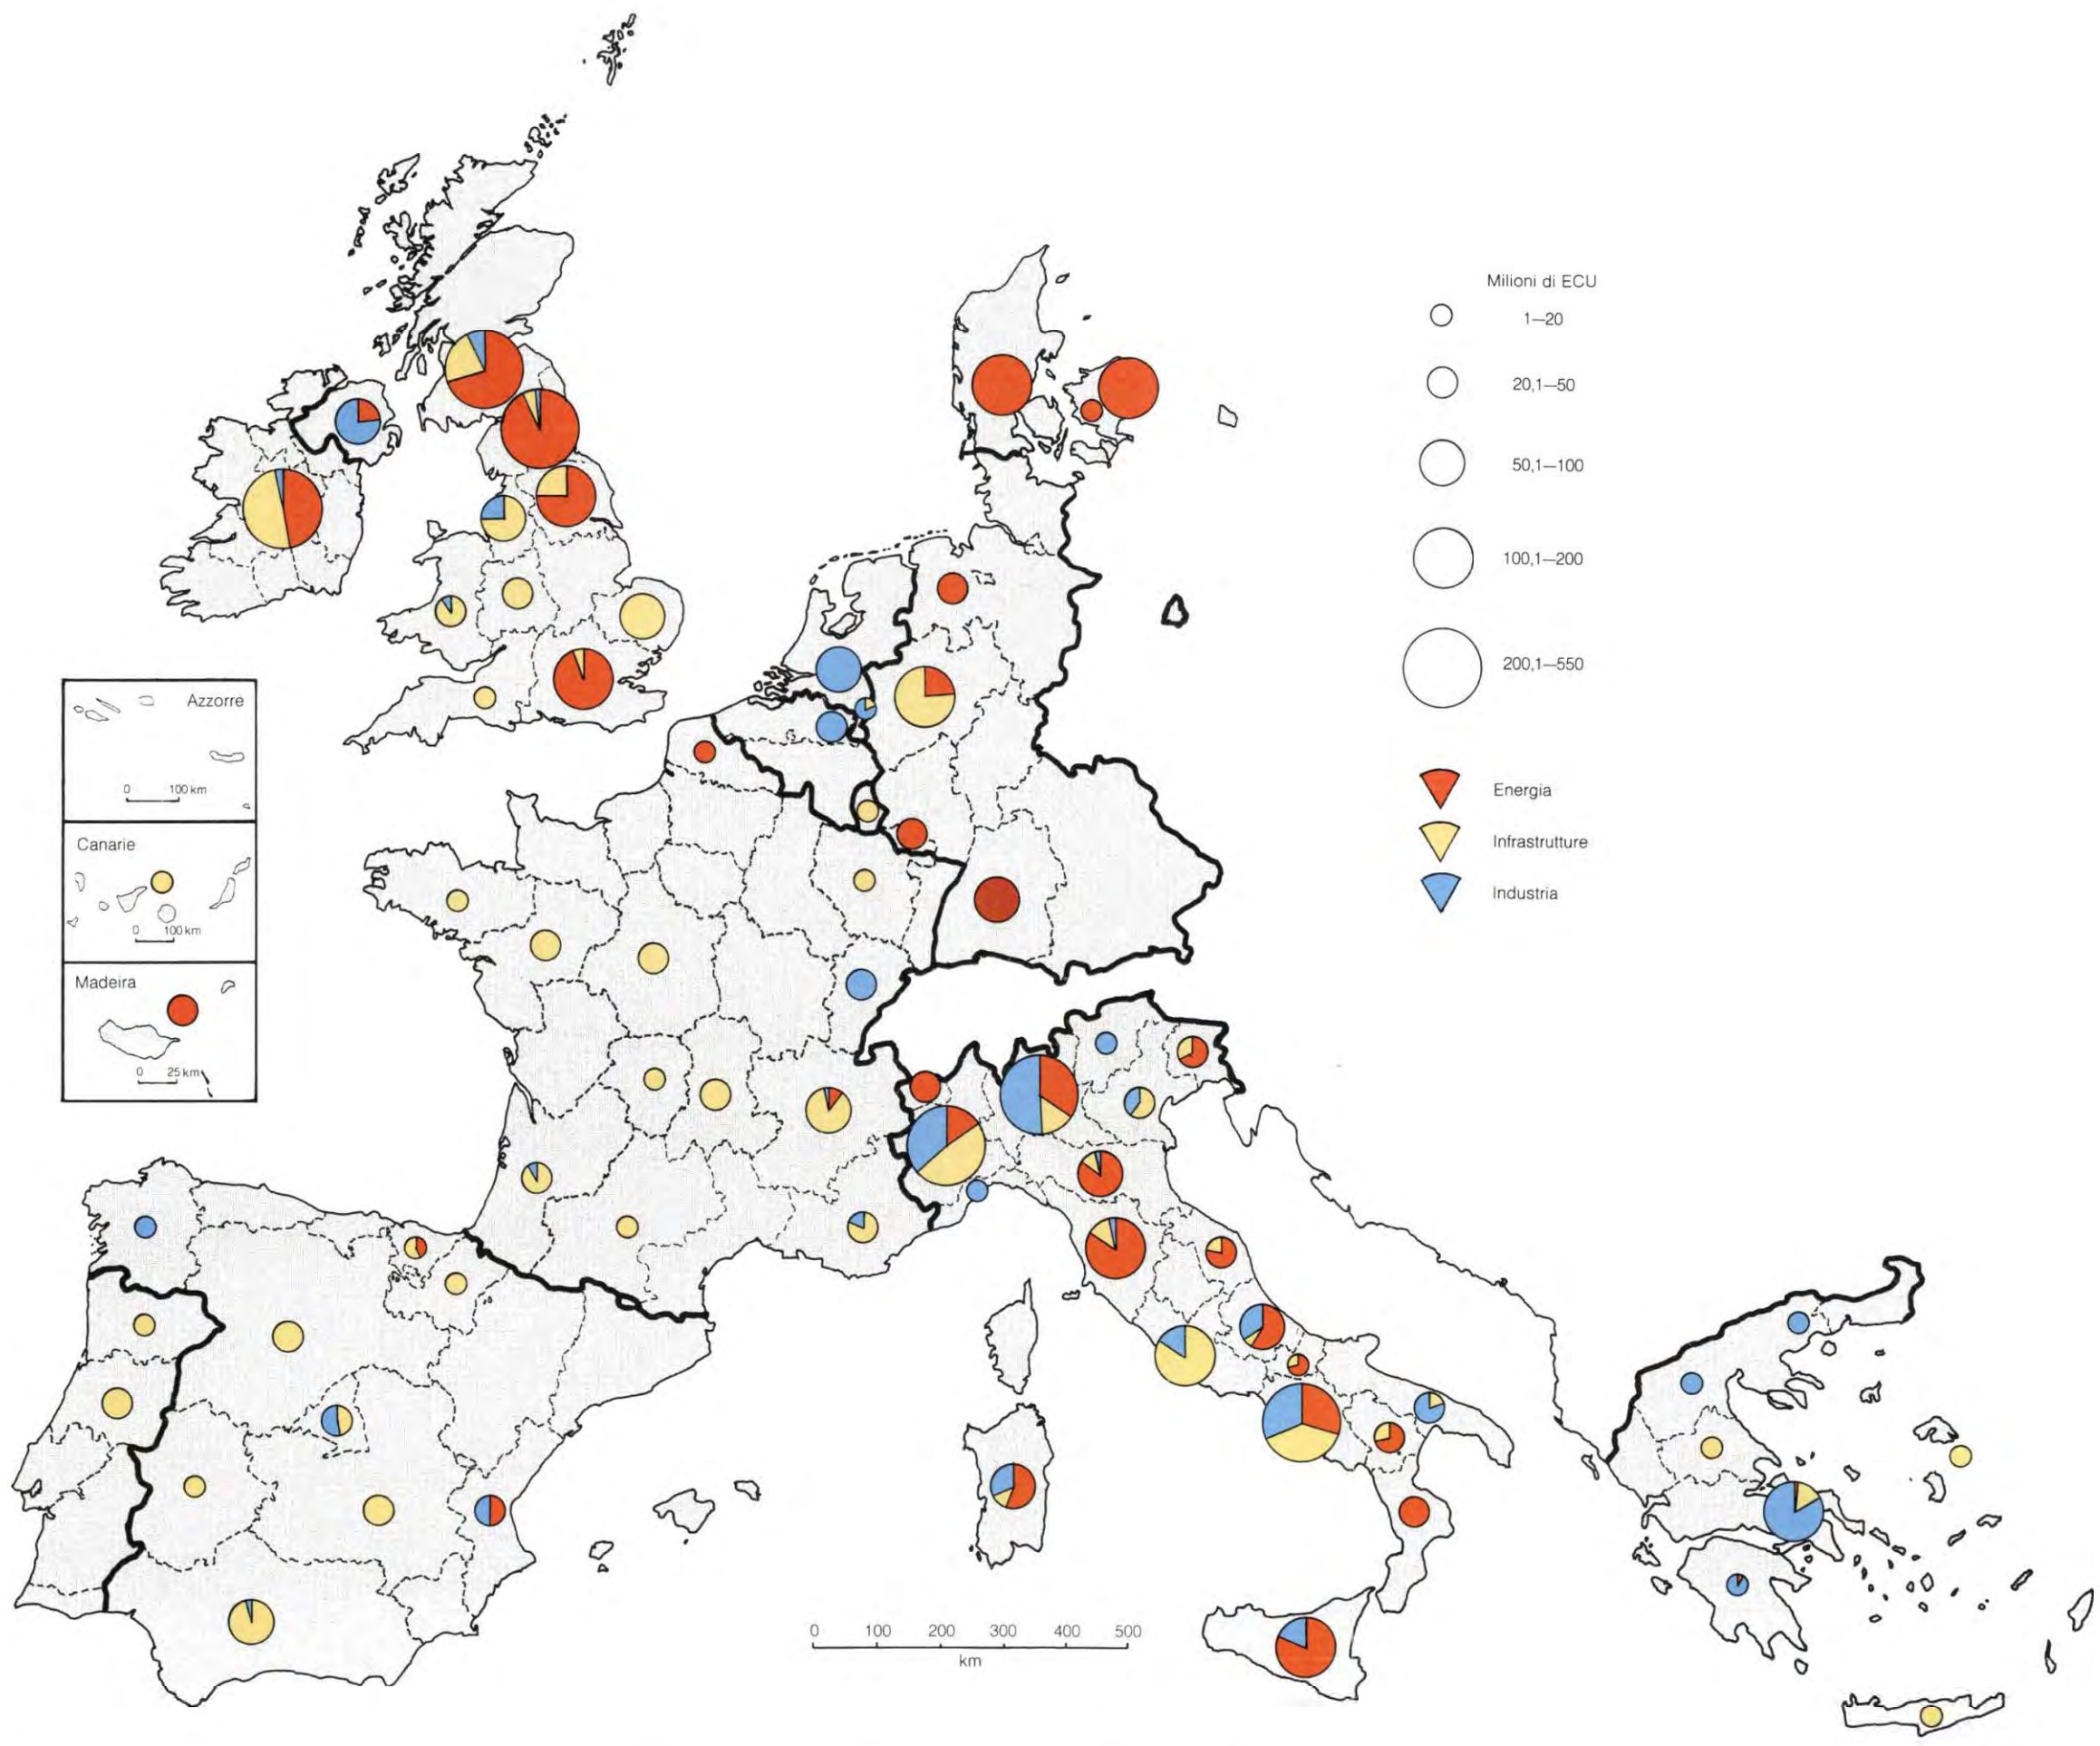 Milioni di ECU
1—20
20,1—50
50,1—100
100,1—200
200,1—550
Energia
Infrastrutture
Industria
Azzorre
0 100 km
Canarie
0 100 km
Madeira
0 25 km
0 100 200 300 400 500
km